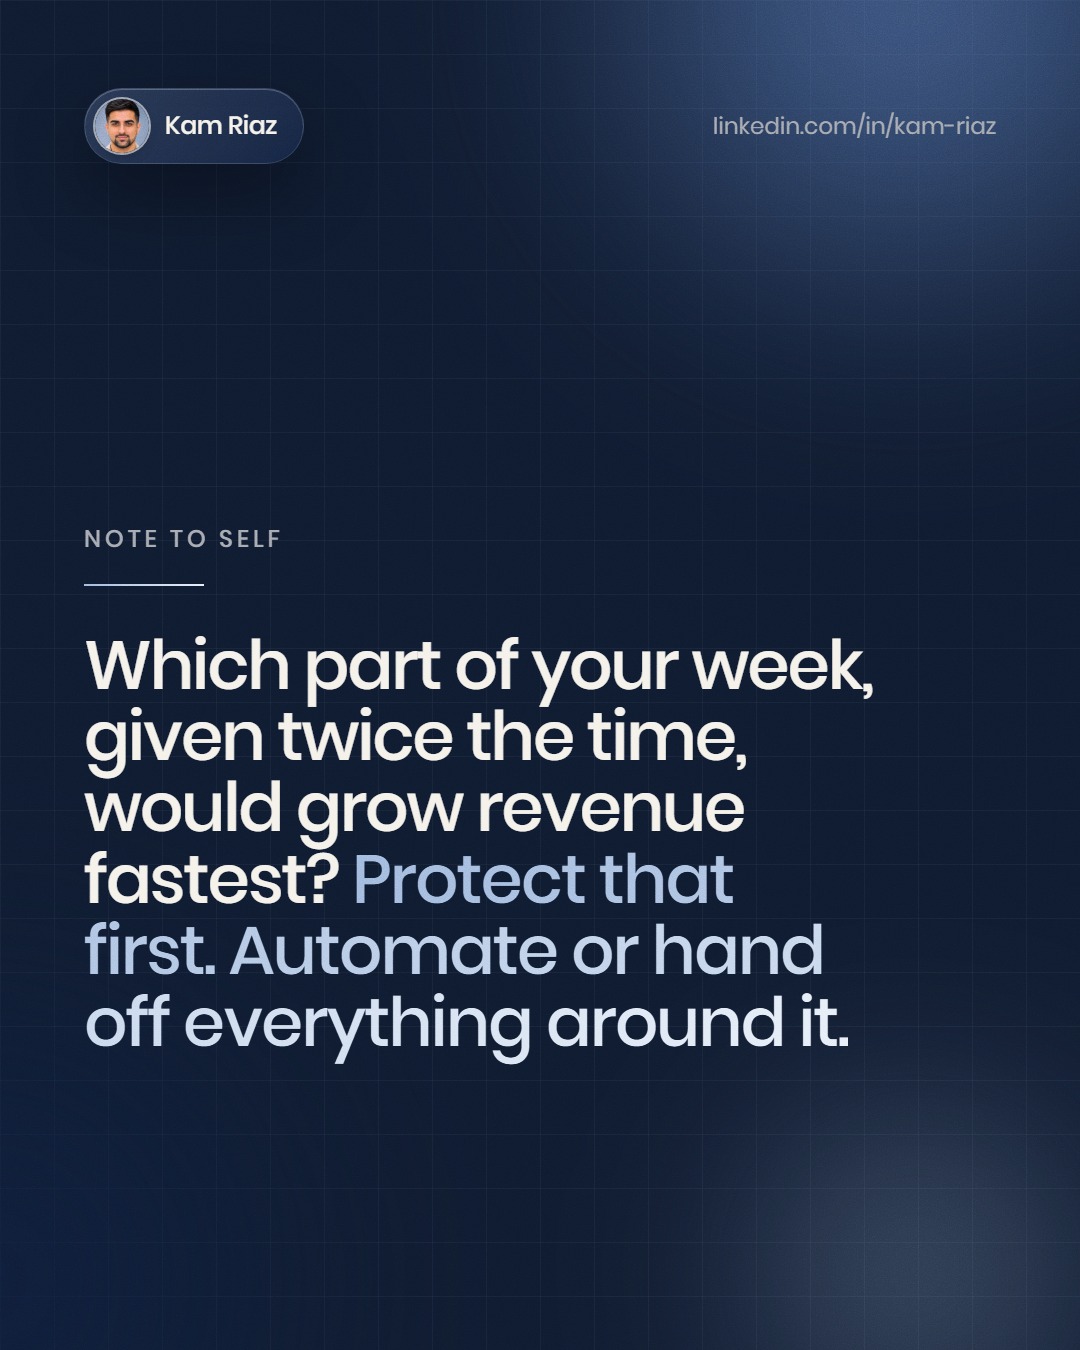 Kam Riaz
linkedin.com/in/kam-riaz
NOTE TO SELF
Which part of your week,
given twice the time,
would grow revenue
fastest? Protect that
first. Automate or hand
off everything around it.